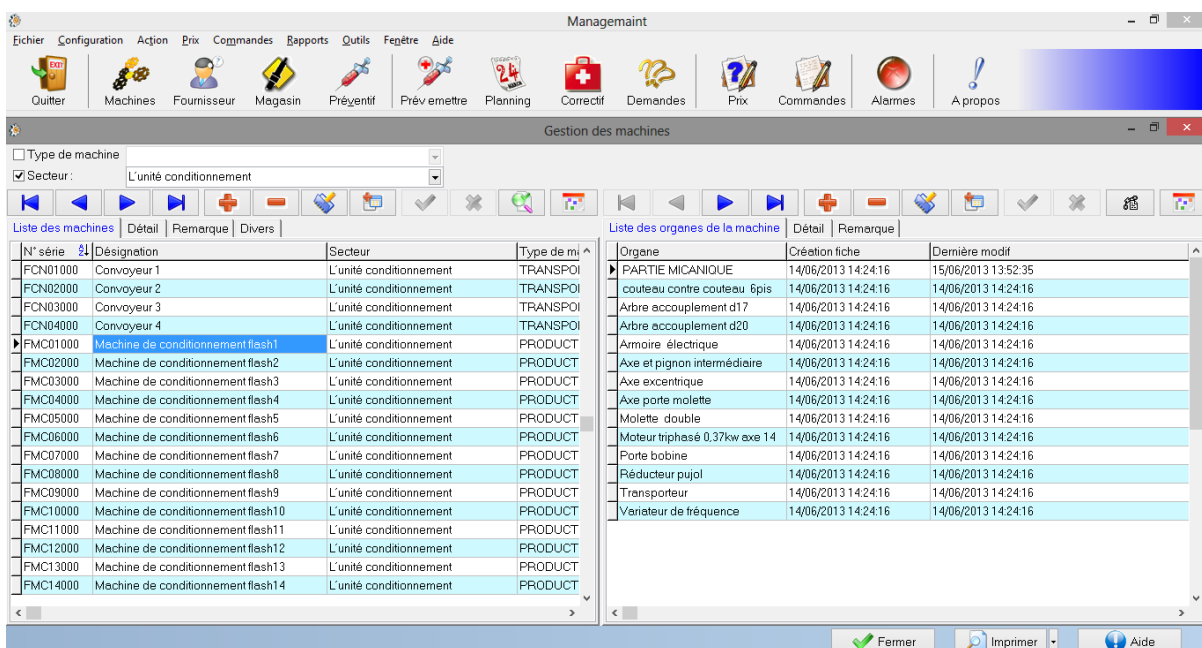 Managemaint
Fichier Configuration Action Prix Commandes Rapports Outils Fenêtre Aide
EXIT 24
Quitter Machines Fournisseur Magasin Préventif Prév emettre Planning Correctif Demandes Prix Commandes Alarmes A propos
Gestion des machines
Type de machine
Secteur : L'unité conditionnement
Liste des machines Détail Remarque Divers Liste des organes de la machine Détail Remarque
N° série Désignation Secteur Type de ma Organe Création fiche Dernière modif
FCN01000 Convoyeur 1 L'unité conditionnement TRANSPO PARTIE MICANIQUE 14/06/2013 14:24:16 15/06/2013 13:52:35
FCN02000 Convoyeur 2 L'unité conditionnement TRANSPO couteau contre couteau 6pis 14/06/2013 14:24:16 14/06/2013 14:24:16
FCN03000 Convoyeur 3 L'unité conditionnement TRANSPO Arbre accouplement d17 14/06/2013 14:24:16 14/06/2013 14:24:16
FCN04000 Convoyeur 4 L'unité conditionnement TRANSPO Arbre accouplement d20 14/06/2013 14:24:16 14/06/2013 14:24:16
FMC01000 Machine de conditionnement flash1 L'unité conditionnement PRODUCT Armoire électrique 14/06/2013 14:24:16 14/06/2013 14:24:16
FMC02000 Machine de conditionnement flash2 L'unité conditionnement PRODUCT Axe et pignon intermédiaire 14/06/2013 14:24:16 14/06/2013 14:24:16
FMC03000 Machine de conditionnement flash3 L'unité conditionnement PRODUCT Axe excentrique 14/06/2013 14:24:16 14/06/2013 14:24:16
FMC04000 Machine de conditionnement flash4 L'unité conditionnement PRODUCT Axe porte molette 14/06/2013 14:24:16 14/06/2013 14:24:16
FMC05000 Machine de conditionnement flash5 L'unité conditionnement PRODUCT Molette double 14/06/2013 14:24:16 14/06/2013 14:24:16
FMC06000 Machine de conditionnement flash6 L'unité conditionnement PRODUCT Moteur triphasé 0,37kw axe 14 14/06/2013 14:24:16 14/06/2013 14:24:16
FMC07000 Machine de conditionnement flash7 L'unité conditionnement PRODUCT Porte bobine 14/06/2013 14:24:16 14/06/2013 14:24:16
FMC08000 Machine de conditionnement flash8 L'unité conditionnement PRODUCT Réducteur pujol 14/06/2013 14:24:16 14/06/2013 14:24:16
FMC09000 Machine de conditionnement flash9 L'unité conditionnement PRODUCT Transporteur 14/06/2013 14:24:16 14/06/2013 14:24:16
FMC10000 Machine de conditionnement flash10 L'unité conditionnement PRODUCT Variateur de fréquence 14/06/2013 14:24:16 14/06/2013 14:24:16
FMC11000 Machine de conditionnement flash11 L'unité conditionnement PRODUCT
FMC12000 Machine de conditionnement flash12 L'unité conditionnement PRODUCT
FMC13000 Machine de conditionnement flash13 L'unité conditionnement PRODUCT
FMC14000 Machine de conditionnement flash14 L'unité conditionnement PRODUCT
Fermer Imprimer Aide